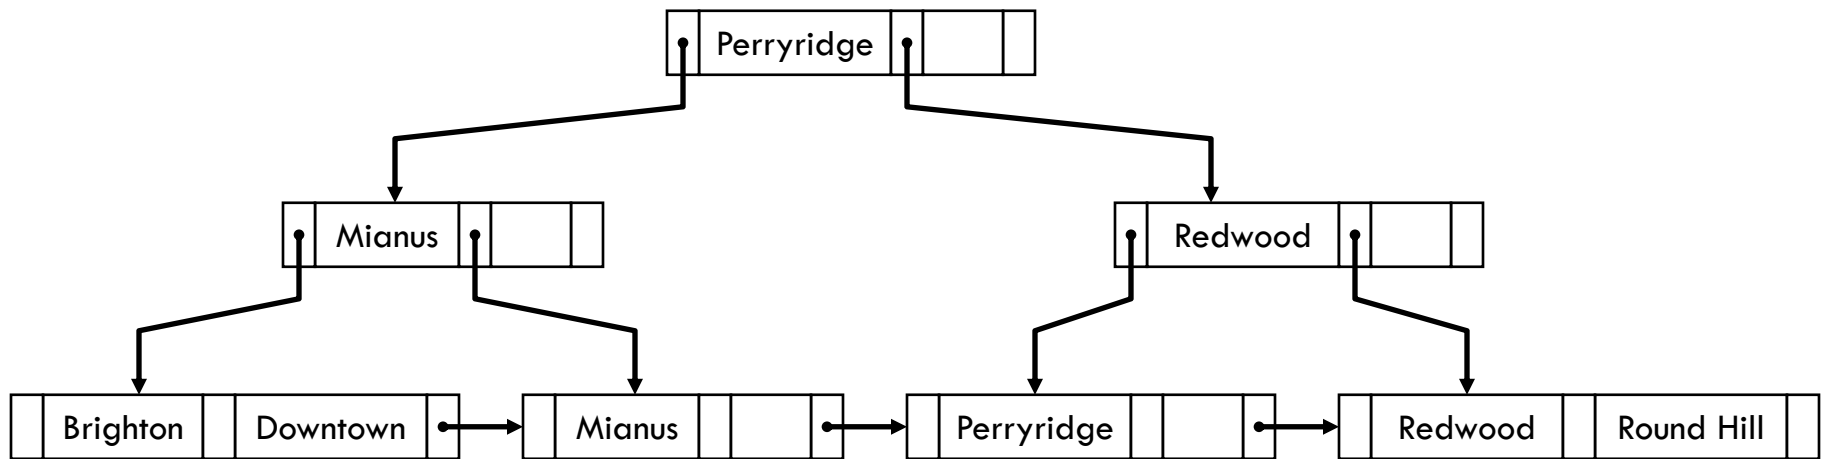 Perryridge
Mianus
Redwood
Brighton
Downtown
Mianus
Perryridge
Redwood
Round Hill